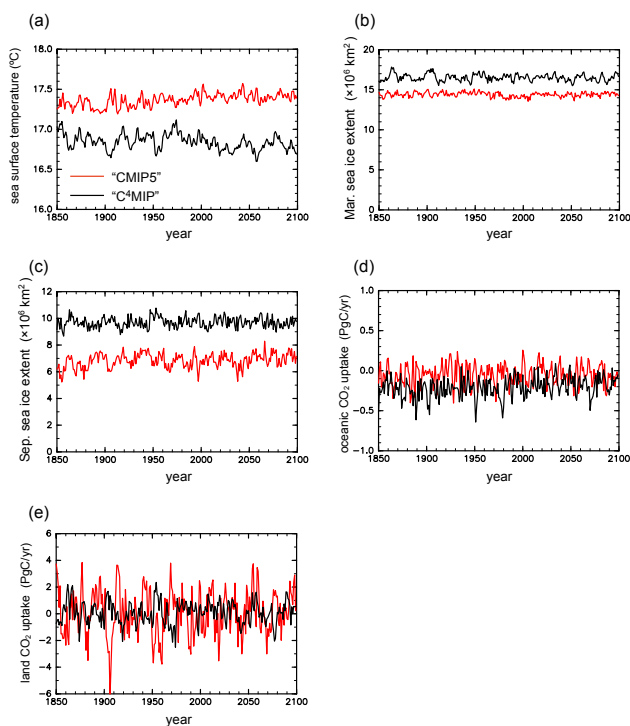 (a)
sea surface temperature (ºC)
18.0
17.5
17.0
16.5
16.0
"CMIP5"
"C⁴MIP"
1850 1900 1950 2000 2050 2100
year
(b)
Mar. sea ice extent (×10⁶ km²)
20
15
10
5
0
1850 1900 1950 2000 2050 2100
year
(c)
Sep. sea ice extent (×10⁶ km²)
12
10
8
6
4
2
0
1850 1900 1950 2000 2050 2100
year
(d)
oceanic CO₂ uptake (PgC/yr)
1.0
0.5
0.0
−0.5
−1.0
1850 1900 1950 2000 2050 2100
year
(e)
land CO₂ uptake (PgC/yr)
6
4
2
0
−2
−4
−6
1850 1900 1950 2000 2050 2100
year